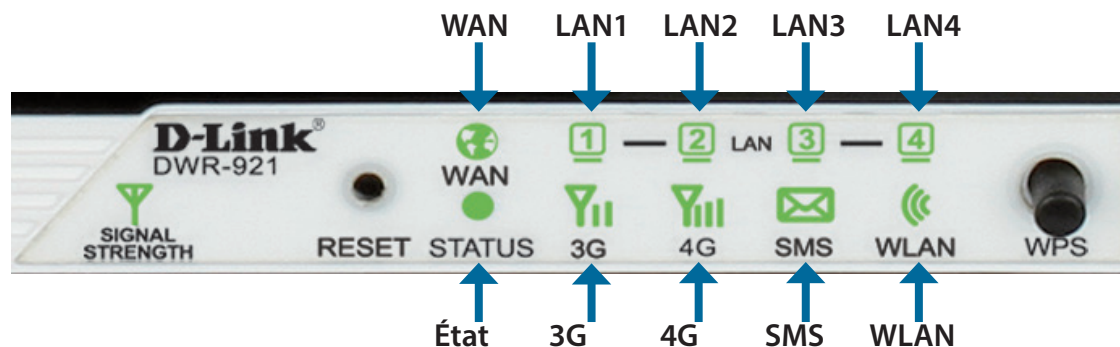 WAN LAN1 LAN2 LAN3 LAN4
D-Link®
DWR-921
1 2 LAN 3 4
WAN
SIGNAL
STRENGTH
RESET STATUS 3G 4G SMS WLAN WPS
État 3G 4G SMS WLAN